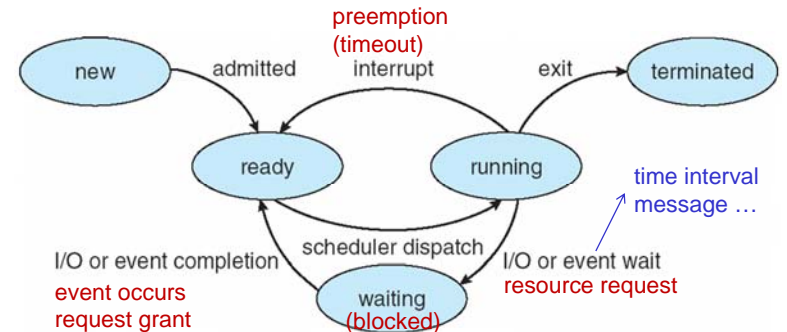 preemption
(timeout)
new
admitted
interrupt
exit
terminated
ready
running
time interval
message …
scheduler dispatch
I/O or event completion
I/O or event wait
event occurs
resource request
request grant
waiting
(blocked)